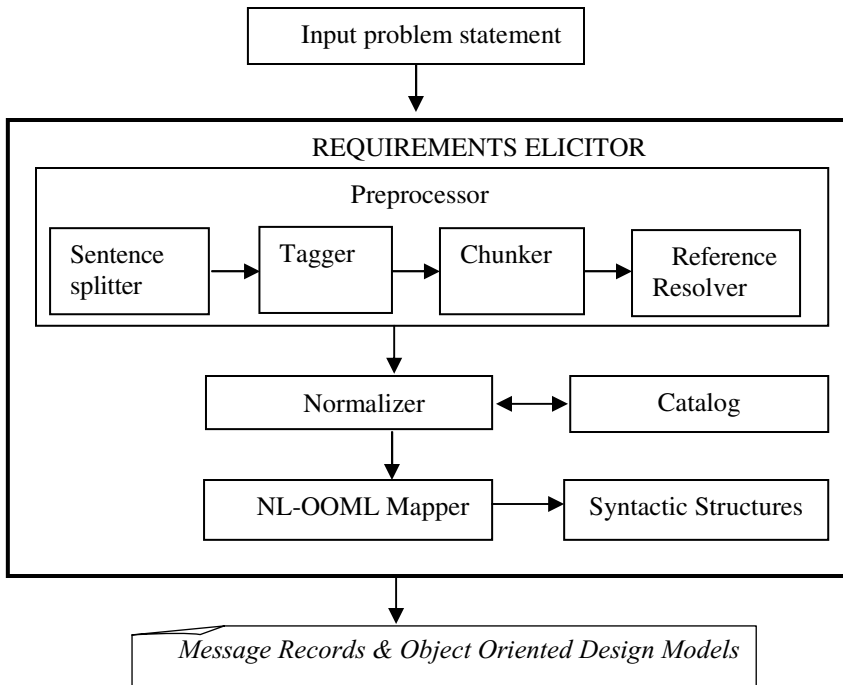 Input problem statement
REQUIREMENTS ELICITOR
Preprocessor
Sentence
splitter
Tagger
Chunker
Reference
Resolver
Normalizer
Catalog
NL-OOML Mapper
Syntactic Structures
Message Records & Object Oriented Design Models